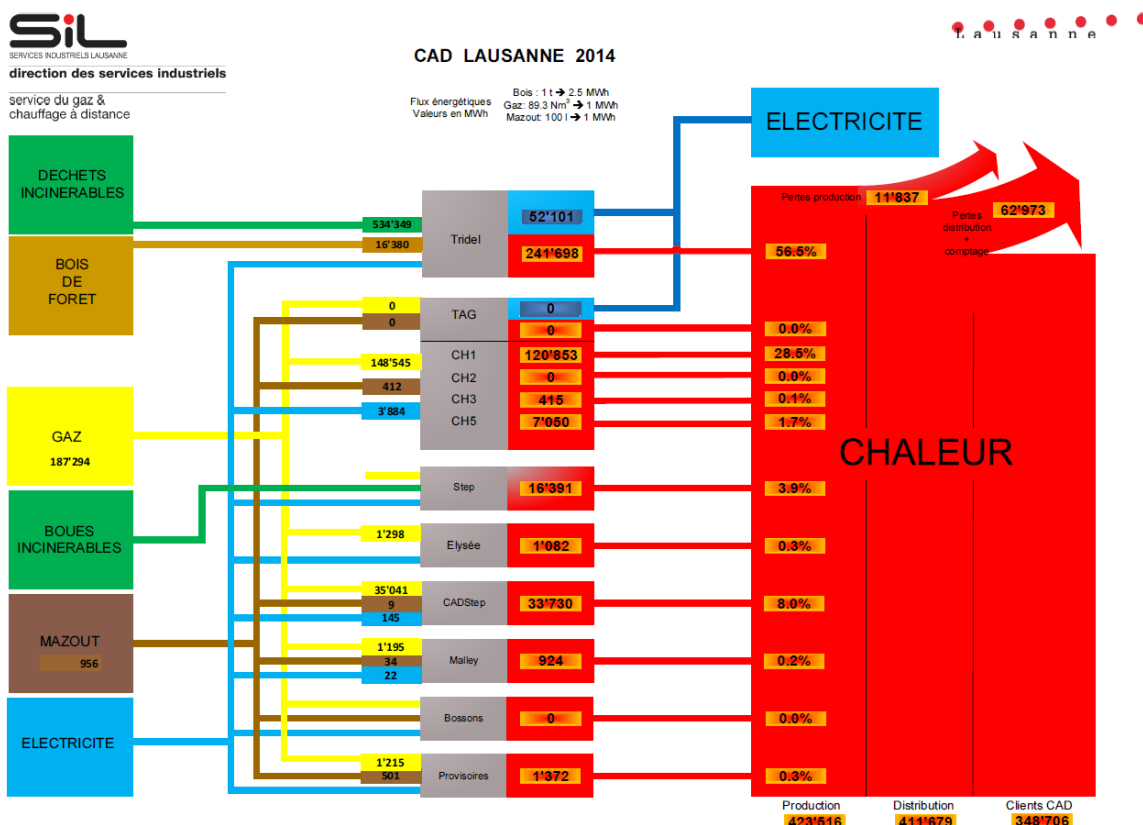 SiL
SERVICES INDUSTRIELS LAUSANNE
direction des services industriels
service du gaz &
chauffage à distance
Lausanne
CAD LAUSANNE 2014
Flux énergétiques
Valeurs en MWh
Bois : 1 t ➔ 2.5 MWh
Gaz: 89.3 Nm³ ➔ 1 MWh
Mazout: 100 l ➔ 1 MWh
ELECTRICITE
DECHETS
INCINERABLES
BOIS
DE
FORET
GAZ
187'294
BOUES
INCINERABLES
MAZOUT
956
ELECTRICITE
534'349
16'380
Tridel
52'101
241'698
56.5%
0
0
TAG
0
0
0.0%
148'545
412
3'884
CH1
120'853
28.5%
CH2
0
0.0%
CH3
415
0.1%
CH5
7'050
1.7%
Step
16'391
3.9%
1'298
Elysée
1'082
0.3%
35'041
9
145
CADStep
33'730
8.0%
1'195
34
22
Malley
924
0.2%
Bossons
0
0.0%
1'215
501
Provisoires
1'372
0.3%
Pertes production
11'837
Pertes
distribution
+
comptage
62'973
CHALEUR
Production
423'516
Distribution
411'679
Clients CAD
348'706